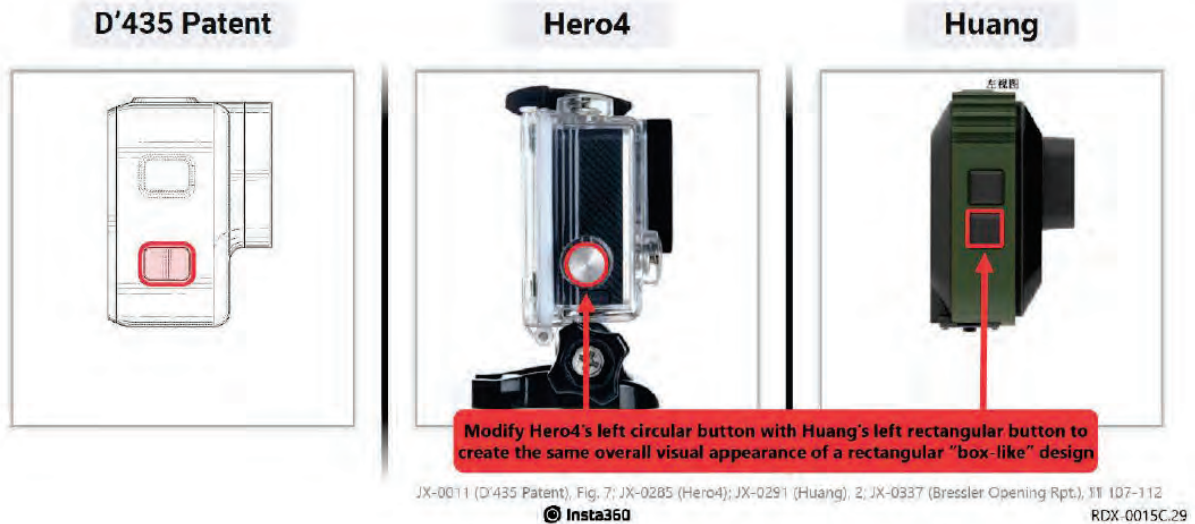 D'435 Patent
Hero4
Huang
左视图
Modify Hero4's left circular button with Huang's left rectangular button to
create the same overall visual appearance of a rectangular "box-like" design
JX-0011 (D'435 Patent), Fig. 7; JX-0285 (Hero4); JX-0291 (Huang), 2; JX-0337 (Bressler Opening Rpt.), ¶¶ 107-112
Insta360
RDX-0015C.29